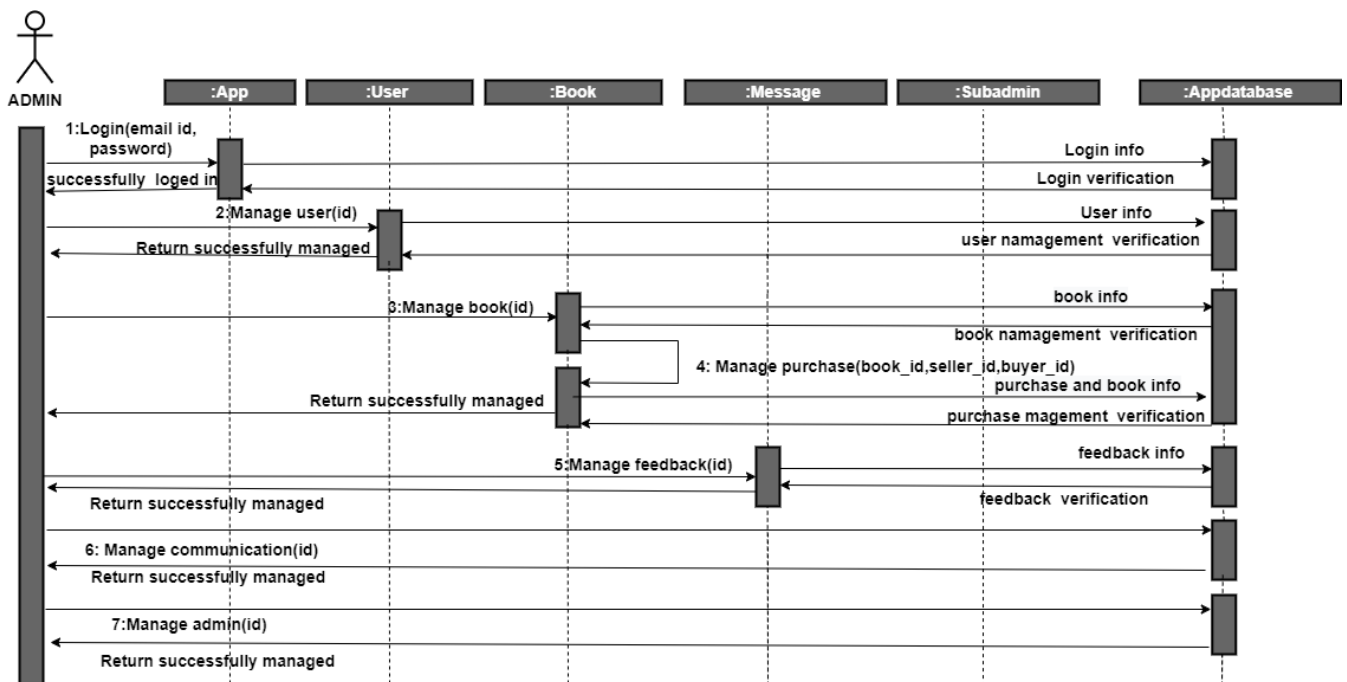 ADMIN
:App
:User
:Book
:Message
:Subadmin
:Appdatabase
1:Login(email id,
password)
Login info
successfully loged in
Login verification
2:Manage user(id)
User info
Return successfully managed
user namagement verification
3:Manage book(id)
book info
book namagement verification
4: Manage purchase(book_id,seller_id,buyer_id)
purchase and book info
Return successfully managed
purchase magement verification
5:Manage feedback(id)
feedback info
Return successfully managed
feedback verification
6: Manage communication(id)
Return successfully managed
7:Manage admin(id)
Return successfully managed